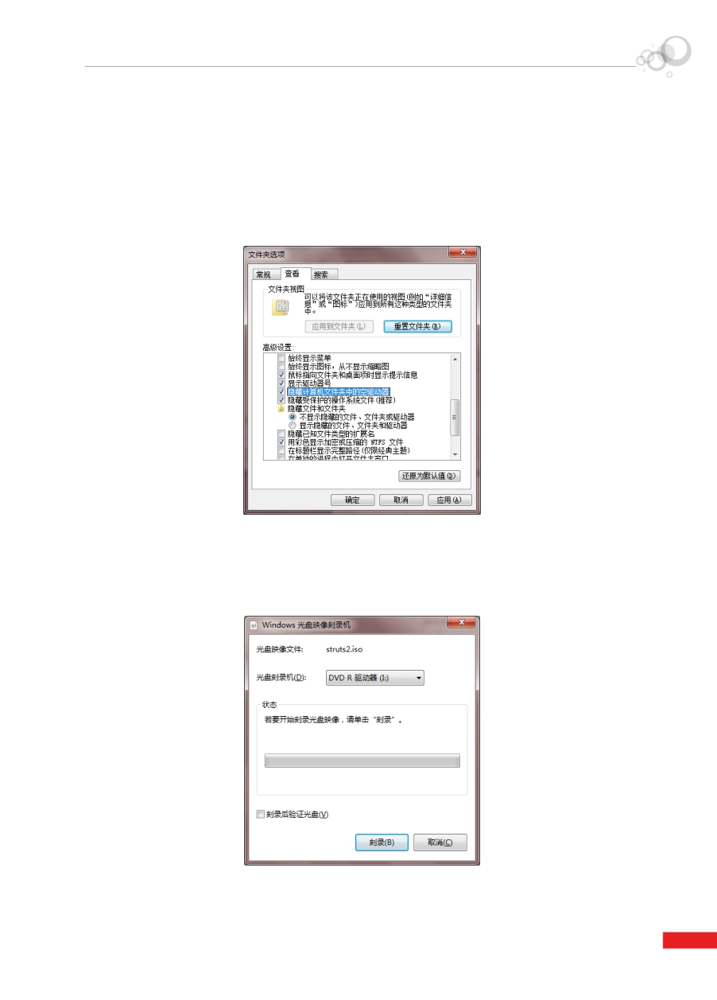 文件夹选项
常规 查看 搜索
文件夹视图
可以将该文件夹正在使用的视图(例如“详细信
息”或“图标”)应用到所有这种类型的文件夹
中。
应用到文件夹(L) 重置文件夹(R)
高级设置:
始终显示菜单
始终显示图标，从不显示缩略图
鼠标指向文件夹和桌面项时显示提示信息
显示驱动器号
隐藏计算机文件夹中的空驱动器
隐藏受保护的操作系统文件(推荐)
隐藏文件和文件夹
不显示隐藏的文件、文件夹或驱动器
显示隐藏的文件、文件夹和驱动器
隐藏已知文件类型的扩展名
用彩色显示加密或压缩的 NTFS 文件
在标题栏显示完整路径(仅限经典主题)
在单独的进程中打开文件夹窗口
还原为默认值(D)
确定 取消 应用(A)
Windows 光盘映像刻录机
光盘映像文件: struts2.iso
光盘刻录机(D): DVD R 驱动器 (I:)
状态
若要开始刻录光盘映像，请单击“刻录”。
刻录后验证光盘(V)
刻录(B) 取消(C)